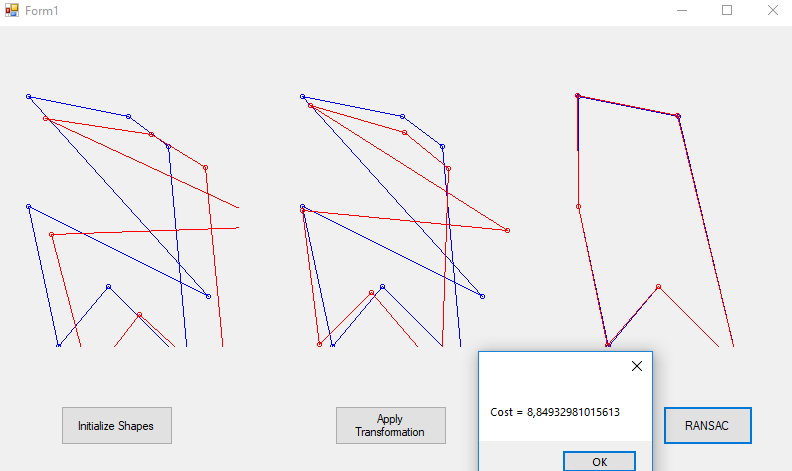 Form1
Cost = 8,84932981015613
OK
Initialize Shapes
Apply
Transformation
RANSAC